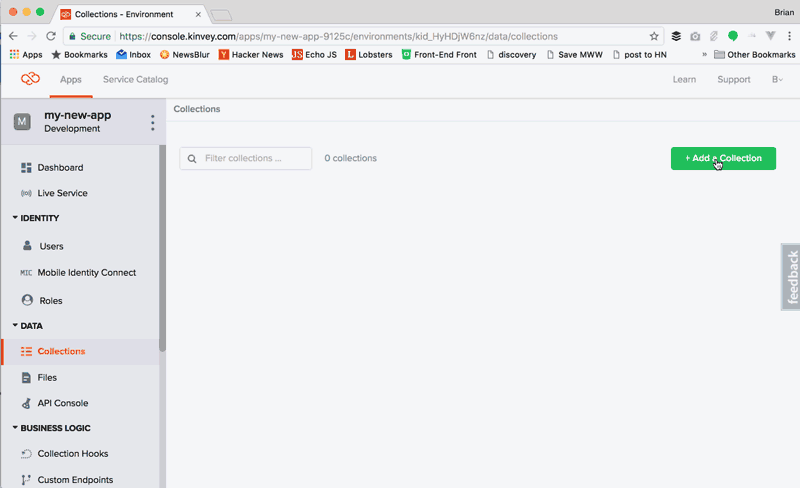 Collections - Environment
Brian
Secure https://console.kinvey.com/apps/my-new-app-9125c/environments/kid_HyHDjW6nz/data/collections
Apps Bookmarks Inbox NewsBlur Hacker News Echo JS Lobsters Front-End Front discovery Save MWW post to HN » Other Bookmarks
Apps Service Catalog Learn Support B
M my-new-app
Development
Collections
Filter collections ... 0 collections + Add a Collection
Dashboard
Live Service
IDENTITY
Users
MIC Mobile Identity Connect
Roles
DATA
Collections
Files
API Console
BUSINESS LOGIC
Collection Hooks
Custom Endpoints
feedback